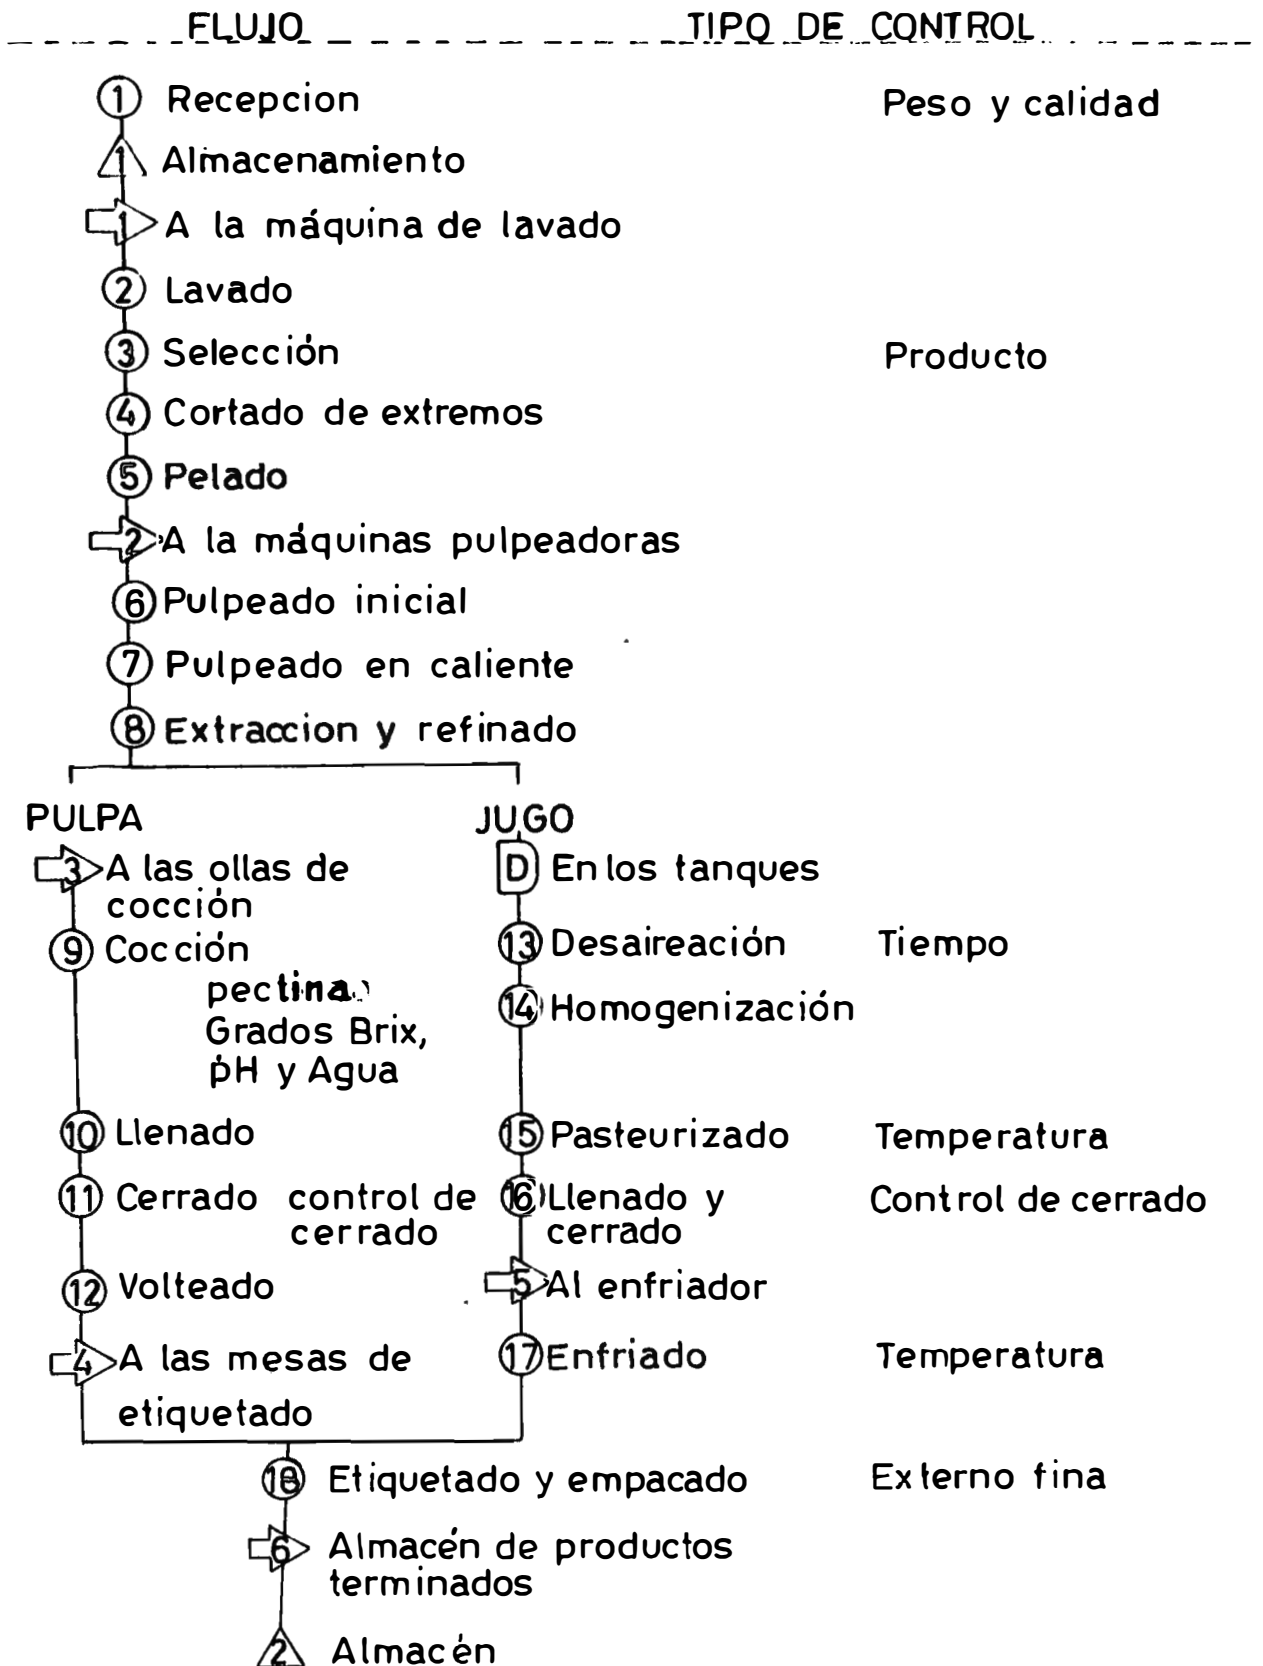 FLUJO TIPO DE CONTROL
1 Recepcion Peso y calidad
1 Almacenamiento
1 A la máquina de lavado
2 Lavado
3 Selección Producto
4 Cortado de extremos
5 Pelado
2 A la máquinas pulpeadoras
6 Pulpeado inicial
7 Pulpeado en caliente
8 Extraccion y refinado
PULPA JUGO
3 A las ollas de D En los tanques
cocción
9 Cocción 13 Desaireación Tiempo
pectina
14 Homogenización
Grados Brix,
pH y Agua
10 Llenado 15 Pasteurizado Temperatura
11 Cerrado control de 16 Llenado y Control de cerrado
cerrado cerrado
12 Volteado 5 Al enfriador
4 A las mesas de 17 Enfriado Temperatura
etiquetado
18 Etiquetado y empacado Externo fina
6 Almacén de productos
terminados
2 Almacén